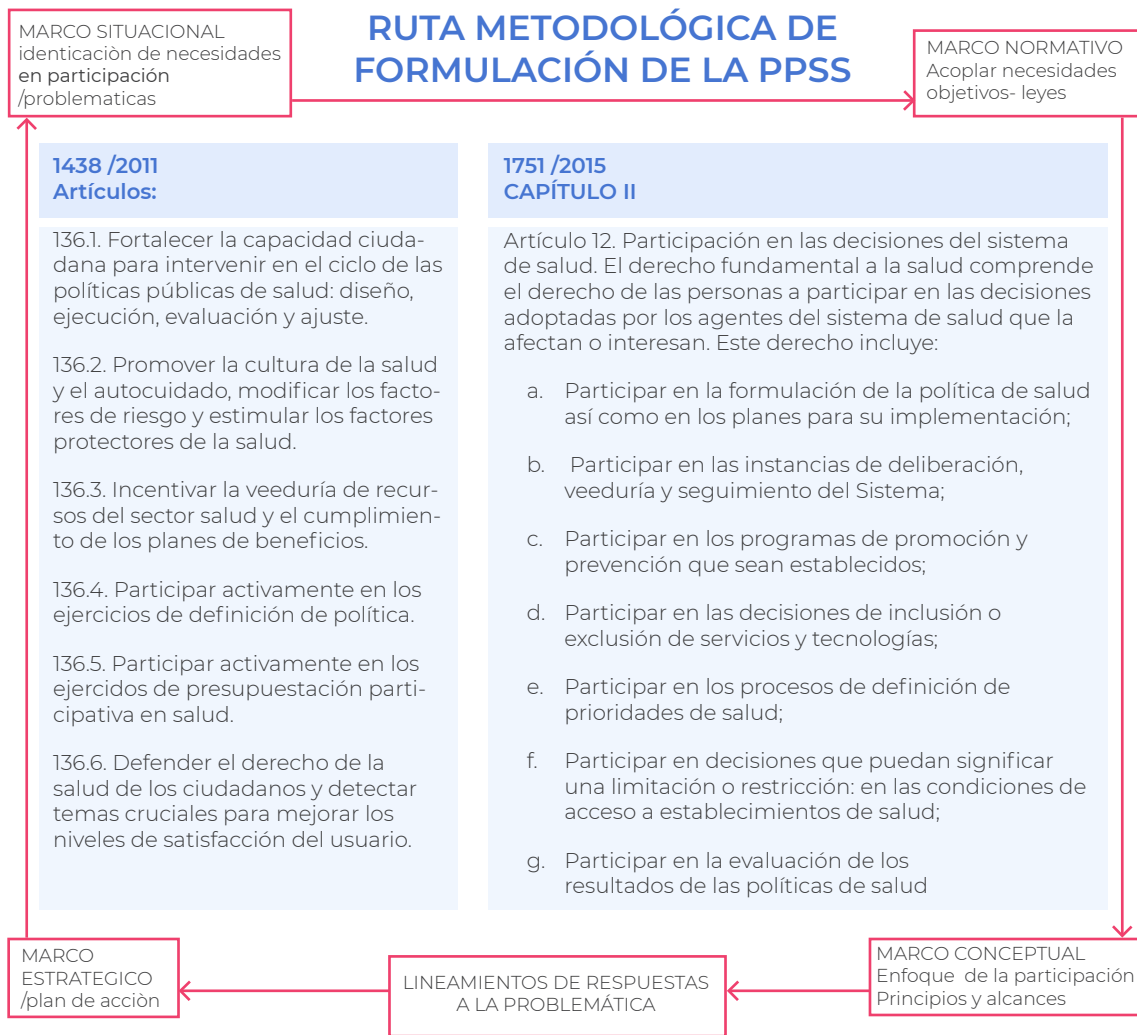 RUTA METODOLÓGICA DE
FORMULACIÓN DE LA PPSS
MARCO SITUACIONAL
identicaciòn de necesidades
en participación
/problematicas
MARCO NORMATIVO
Acoplar necesidades
objetivos- leyes
1438 /2011
Artículos:
136.1. Fortalecer la capacidad ciuda-
dana para intervenir en el ciclo de las
políticas públicas de salud: diseño,
ejecución, evaluación y ajuste.
136.2. Promover la cultura de la salud
y el autocuidado, modificar los facto-
res de riesgo y estimular los factores
protectores de la salud.
136.3. Incentivar la veeduría de recur-
sos del sector salud y el cumplimien-
to de los planes de beneficios.
136.4. Participar activamente en los
ejercicios de definición de política.
136.5. Participar activamente en los
ejercidos de presupuestación parti-
cipativa en salud.
136.6. Defender el derecho de la
salud de los ciudadanos y detectar
temas cruciales para mejorar los
niveles de satisfacción del usuario.
1751 /2015
CAPÍTULO II
Artículo 12. Participación en las decisiones del sistema
de salud. El derecho fundamental a la salud comprende
el derecho de las personas a participar en las decisiones
adoptadas por los agentes del sistema de salud que la
afectan o interesan. Este derecho incluye:
a. Participar en la formulación de la política de salud
así como en los planes para su implementación;
b. Participar en las instancias de deliberación,
veeduría y seguimiento del Sistema;
c. Participar en los programas de promoción y
prevención que sean establecidos;
d. Participar en las decisiones de inclusión o
exclusión de servicios y tecnologías;
e. Participar en los procesos de definición de
prioridades de salud;
f. Participar en decisiones que puedan significar
una limitación o restricción: en las condiciones de
acceso a establecimientos de salud;
g. Participar en la evaluación de los
resultados de las políticas de salud
MARCO
ESTRATEGICO
/plan de acciòn
LINEAMIENTOS DE RESPUESTAS
A LA PROBLEMÁTICA
MARCO CONCEPTUAL
Enfoque de la participación
Principios y alcances